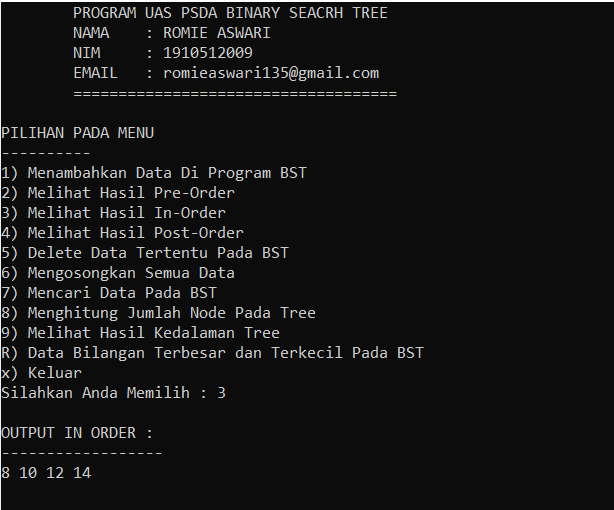 PROGRAM UAS PSDA BINARY SEACRH TREE
NAMA    : ROMIE ASWARI
NIM     : 1910512009
EMAIL   : romieaswari135@gmail.com
====================================
PILIHAN PADA MENU
----------
1) Menambahkan Data Di Program BST
2) Melihat Hasil Pre-Order
3) Melihat Hasil In-Order
4) Melihat Hasil Post-Order
5) Delete Data Tertentu Pada BST
6) Mengosongkan Semua Data
7) Mencari Data Pada BST
8) Menghitung Jumlah Node Pada Tree
9) Melihat Hasil Kedalaman Tree
R) Data Bilangan Terbesar dan Terkecil Pada BST
x) Keluar
Silahkan Anda Memilih : 3
OUTPUT IN ORDER :
------------------
8 10 12 14